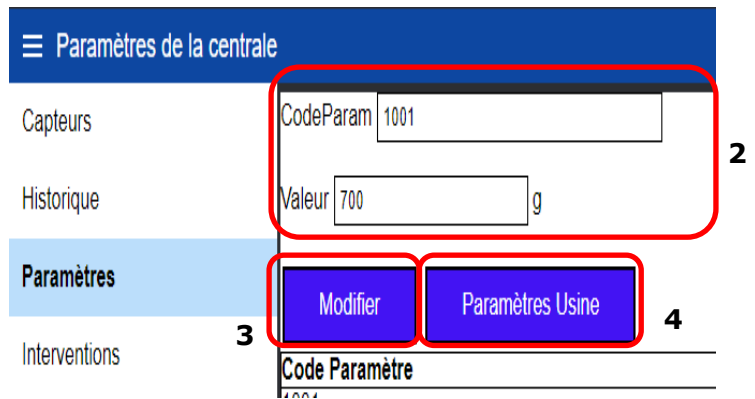 ☰ Paramètres de la centrale
Capteurs
CodeParam 1001
2
Historique
Valeur 700 g
Paramètres
Modifier
Paramètres Usine
3
4
Interventions
Code Paramètre